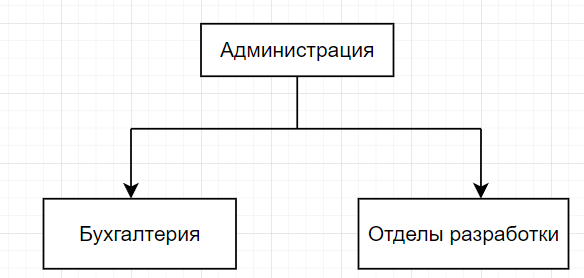 Администрация
Бухгалтерия
Отделы разработки